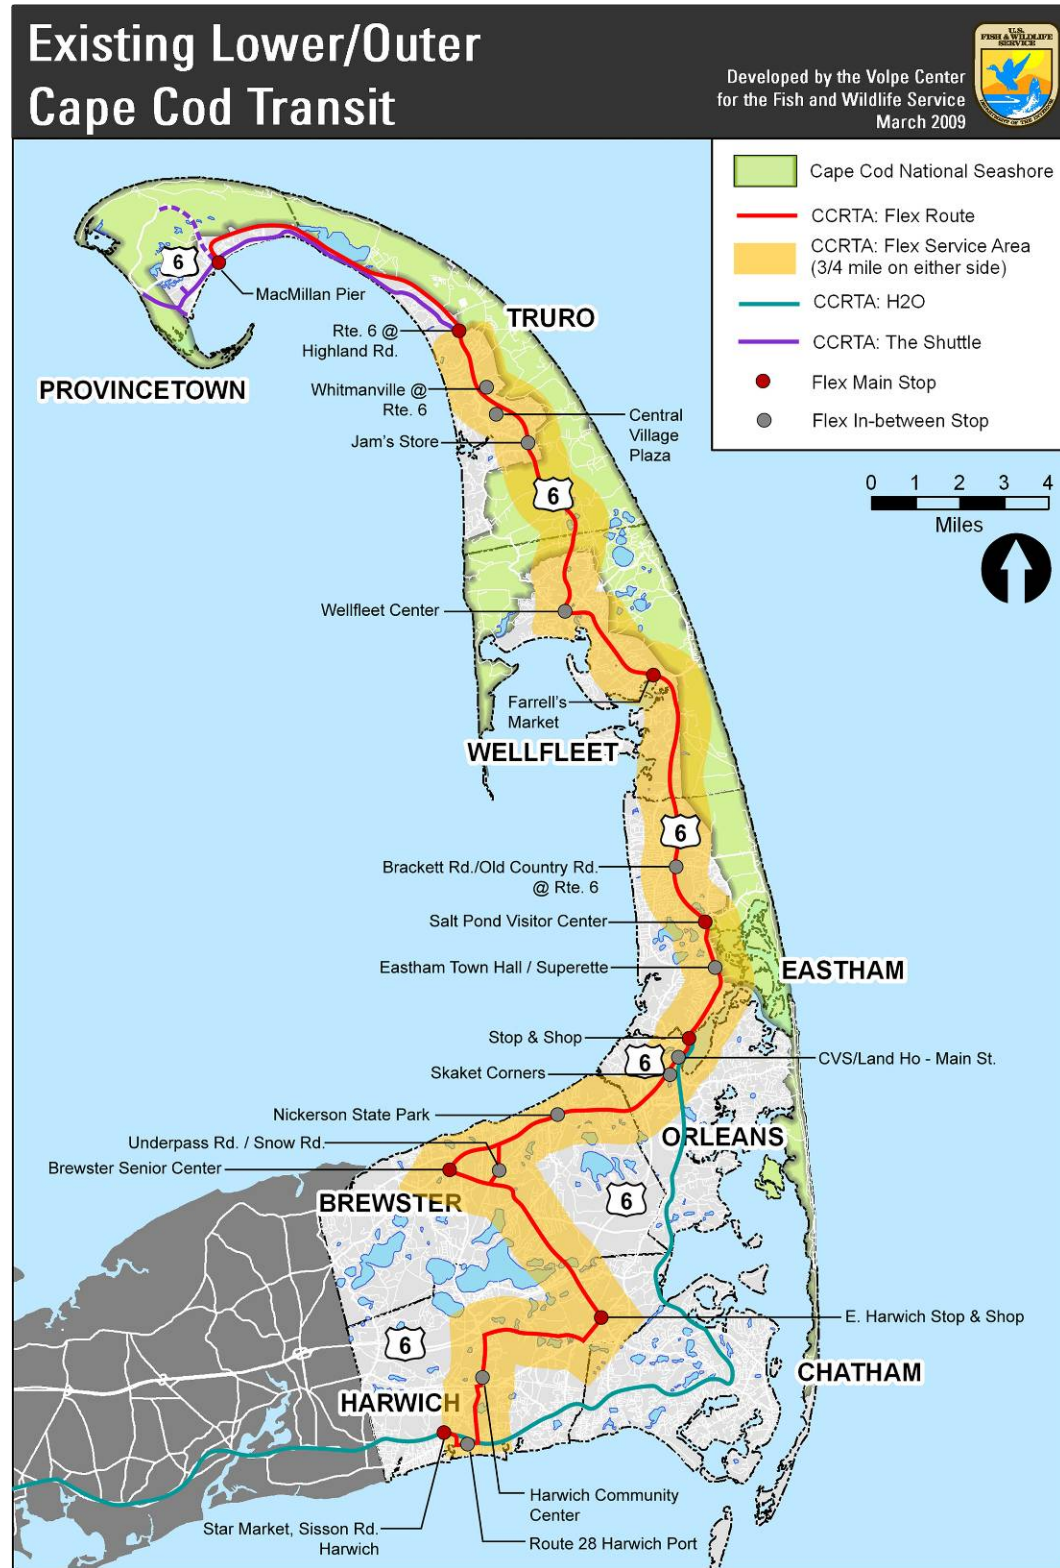 Existing Lower/Outer
Cape Cod Transit
Developed by the Volpe Center
for the Fish and Wildlife Service
March 2009
U.S.
FISH & WILDLIFE
SERVICE
DEPARTMENT OF THE INTERIOR
Cape Cod National Seashore
CCRTA: Flex Route
CCRTA: Flex Service Area
(3/4 mile on either side)
CCRTA: H2O
CCRTA: The Shuttle
Flex Main Stop
Flex In-between Stop
0 1 2 3 4
Miles
6
MacMillan Pier
PROVINCETOWN
TRURO
Rte. 6 @
Highland Rd.
Whitmanville @
Rte. 6
Central
Village
Plaza
Jam's Store
6
Wellfleet Center
Farrell's
Market
WELLFLEET
6
Brackett Rd./Old Country Rd.
@ Rte. 6
Salt Pond Visitor Center
Eastham Town Hall / Superette
EASTHAM
Stop & Shop
6
CVS/Land Ho - Main St.
Skaket Corners
Nickerson State Park
ORLEANS
Underpass Rd. / Snow Rd.
Brewster Senior Center
BREWSTER
6
E. Harwich Stop & Shop
6
CHATHAM
HARWICH
Harwich Community
Center
Star Market, Sisson Rd.
Harwich
Route 28 Harwich Port